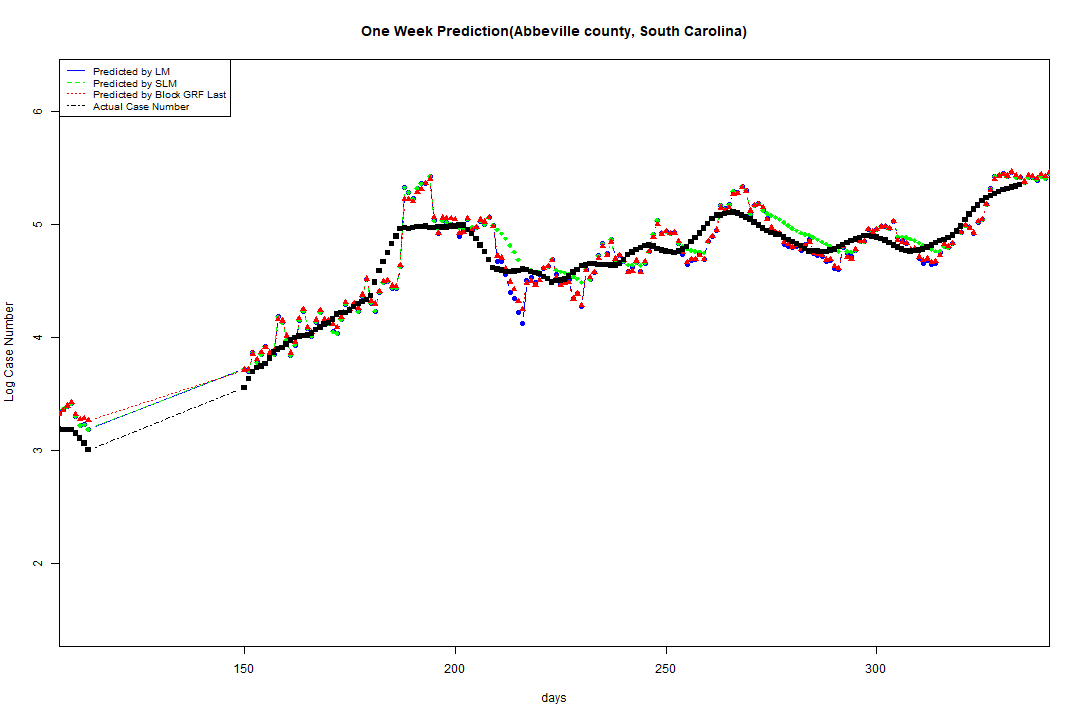 One Week Prediction(Abbeville county, South Carolina)
Predicted by LM
Predicted by SLM
Predicted by Block GRF Last
Actual Case Number
6
5
4
3
2
Log Case Number
150 200 250 300
days